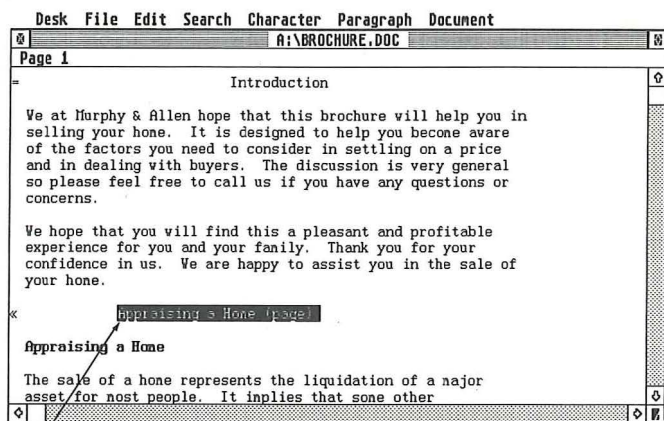 Desk File Edit Search Character Paragraph Document
A:\BROCHURE.DOC
Page 1
= Introduction
We at Murphy & Allen hope that this brochure will help you in
selling your home. It is designed to help you become aware
of the factors you need to consider in settling on a price
and in dealing with buyers. The discussion is very general
so please feel free to call us if you have any questions or
concerns.
We hope that you will find this a pleasant and profitable
experience for you and your family. Thank you for your
confidence in us. We are happy to assist you in the sale of
your home.
« Appraising a Home (page)
Appraising a Home
The sale of a home represents the liquidation of a major
asset for most people. It implies that some other